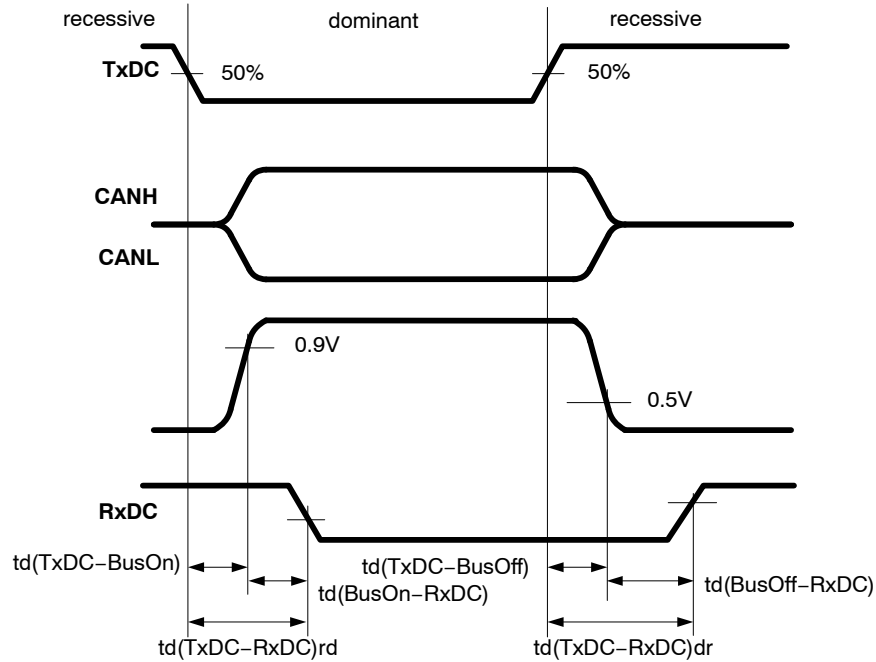 recessive dominant recessive
TxDC 50% 50%
CANH
CANL
0.9V
0.5V
RxDC
td(TxDC−BusOn) td(TxDC−BusOff)
td(BusOn−RxDC) td(BusOff−RxDC)
td(TxDC−RxDC)rd td(TxDC−RxDC)dr